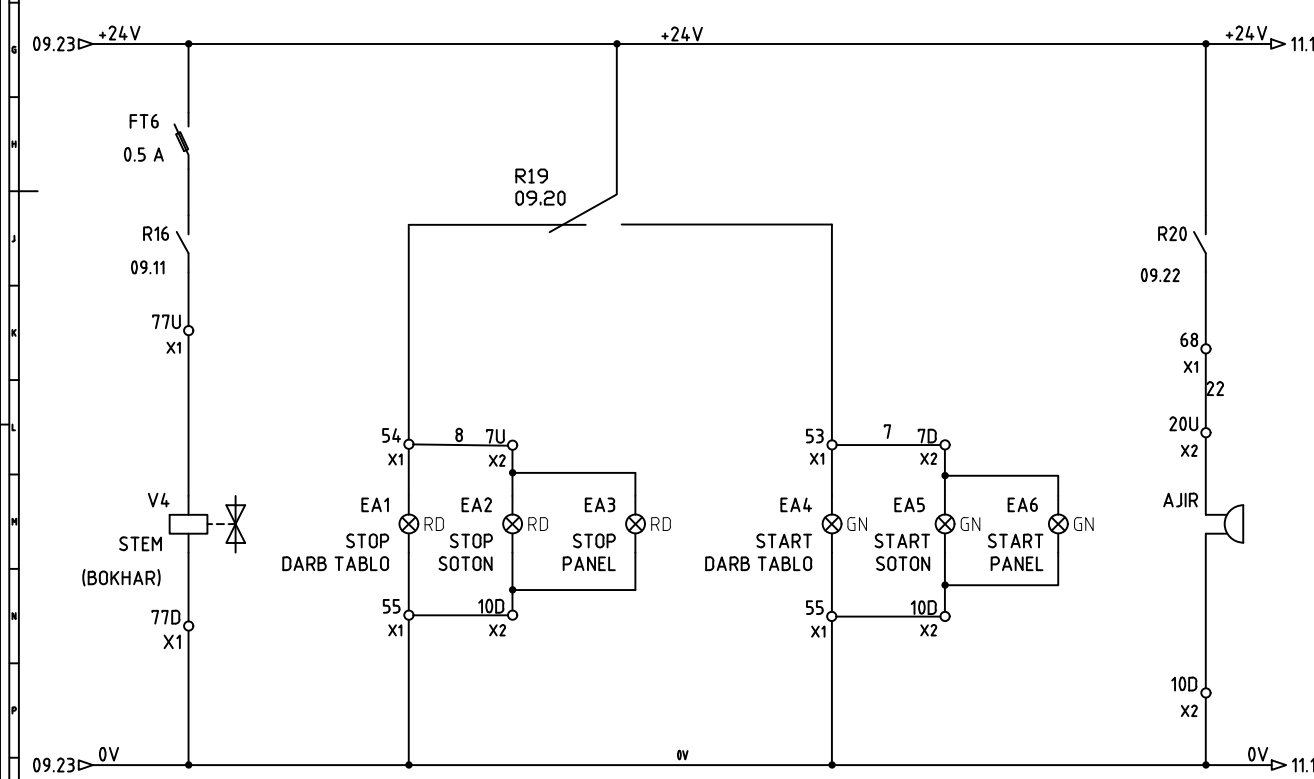 G
09.23
+24V
+24V
+24V
11.1
FT6
0.5 A
H
R19
09.20
R16
09.11
J
R20
09.22
77U
X1
K
68
X1
22
20U
X2
L
54
X1
8
7U
X2
53
X1
7
7D
X2
V4
STEM
(BOKHAR)
M
EA1
RD
STOP
DARB TABLO
EA2
RD
STOP
SOTON
EA3
RD
STOP
PANEL
EA4
GN
START
DARB TABLO
EA5
GN
START
SOTON
EA6
GN
START
PANEL
AJIR
77D
X1
N
55
X1
10D
X2
55
X1
10D
X2
10D
X2
P
09.23
0V
0V
0V
11.1